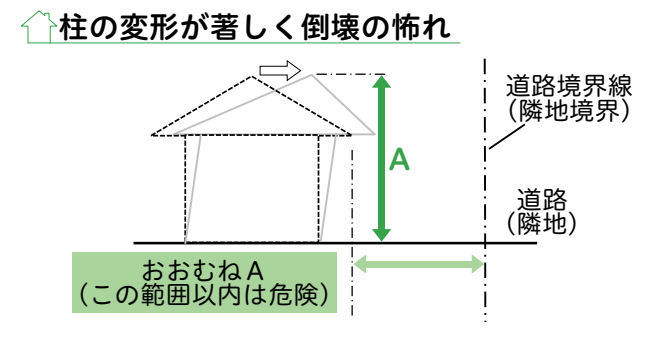 柱の変形が著しく倒壊の怖れ
道路境界線
（隣地境界）
A
道路
（隣地）
おおむねA
（この範囲以内は危険）